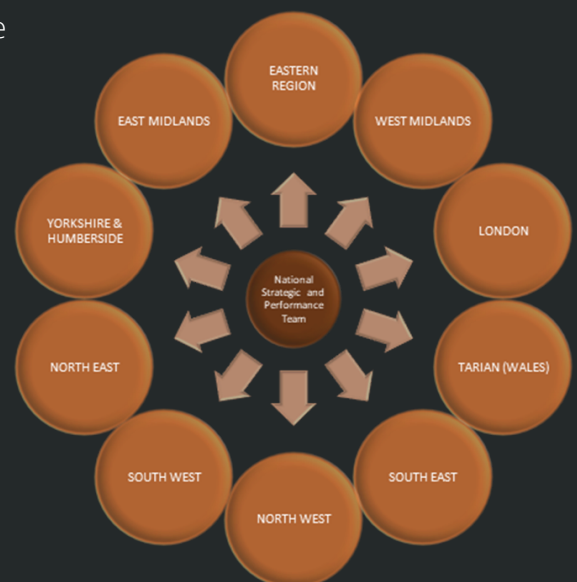 e
EASTERN
REGION
EAST MIDLANDS
WEST MIDLANDS
YORKSHIRE &
HUMBERSIDE
LONDON
National
Strategic and
Performance
Team
NORTH EAST
TARIAN (WALES)
SOUTH WEST
SOUTH EAST
NORTH WEST